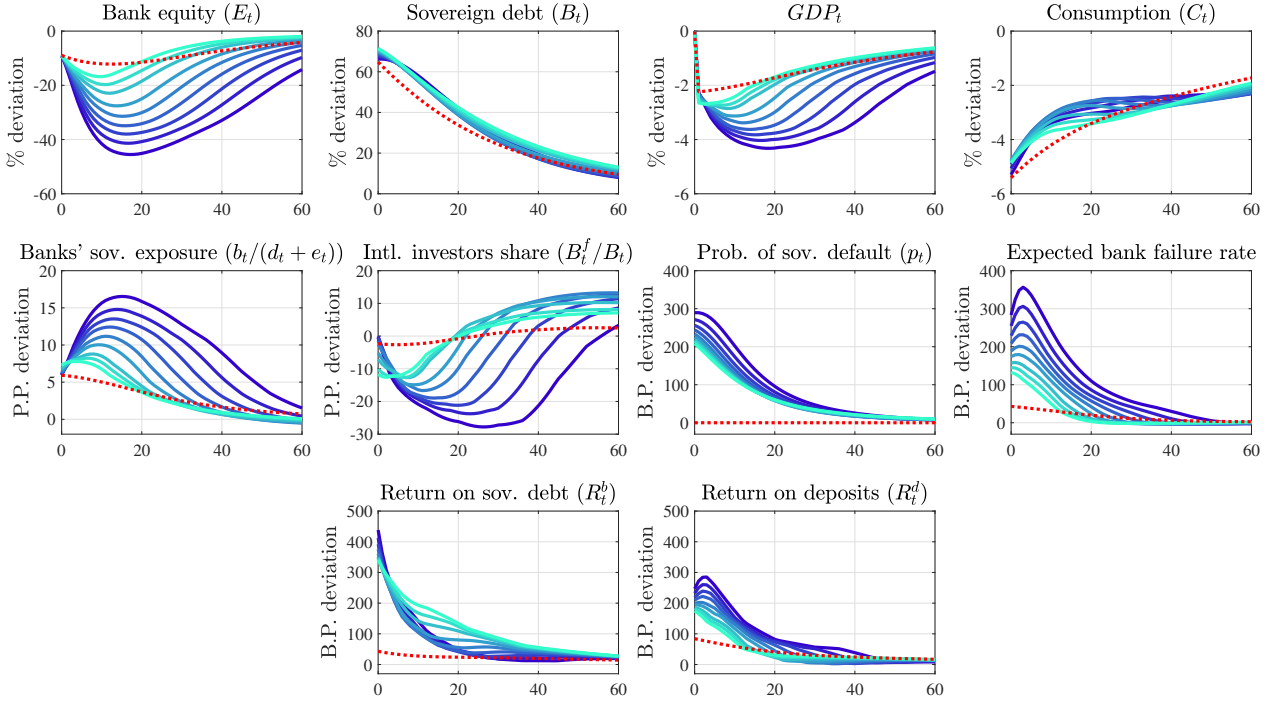 Bank equity (E_t)
Sovereign debt (B_t)
GDP_t
Consumption (C_t)
% deviation
0
-20
-40
-60
0 20 40 60
% deviation
80
60
40
20
0
0 20 40 60
% deviation
0
-2
-4
-6
0 20 40 60
% deviation
0
-2
-4
-6
0 20 40 60
Banks' sov. exposure (b_t/(d_t + e_t))
Intl. investors share (B_t^f/B_t)
Prob. of sov. default (p_t)
Expected bank failure rate
P.P. deviation
20
15
10
5
0
0 20 40 60
P.P. deviation
20
10
0
-10
-20
-30
0 20 40 60
B.P. deviation
400
300
200
100
0
0 20 40 60
B.P. deviation
400
300
200
100
0
0 20 40 60
Return on sov. debt (R_t^b)
Return on deposits (R_t^d)
B.P. deviation
500
400
300
200
100
0
0 20 40 60
B.P. deviation
500
400
300
200
100
0
0 20 40 60